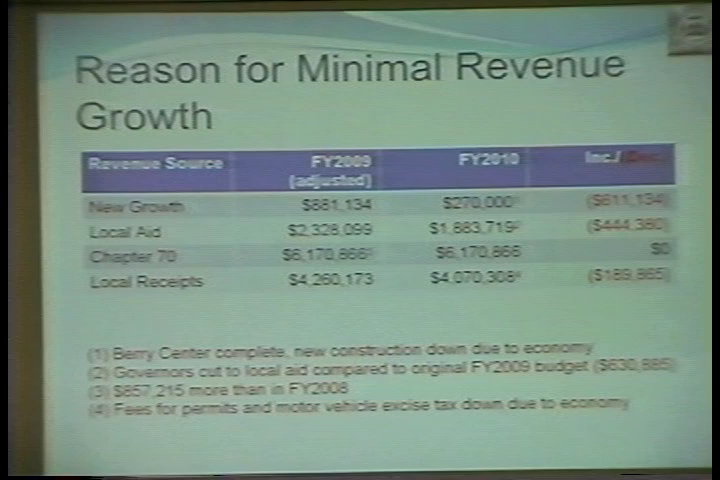 Reason for Minimal Revenue
Growth
Revenue Source FY2009 FY2010 Inc./(Dec.)
(adjusted)
New Growth $881,134 $270,000¹ ($611,134)
Local Aid $2,328,099 $1,883,719² ($444,380)
Chapter 70 $6,170,866³ $6,170,866 $0
Local Receipts $4,260,173 $4,070,308⁴ ($189,865)
(1) Berry Center complete, new construction down due to economy
(2) Governors cut to local aid compared to original FY2009 budget
(3) $857,215 more than in FY2008
(4) Fees for permits and motor vehicle excise tax down due to economy